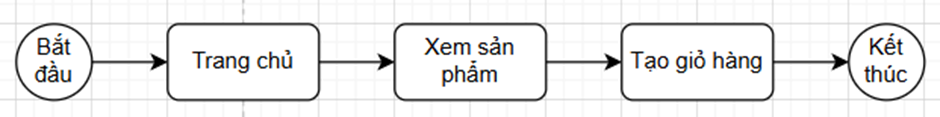 Bắt
đầu
Trang chủ
Xem sản
phẩm
Tạo giỏ hàng
Kết
thúc